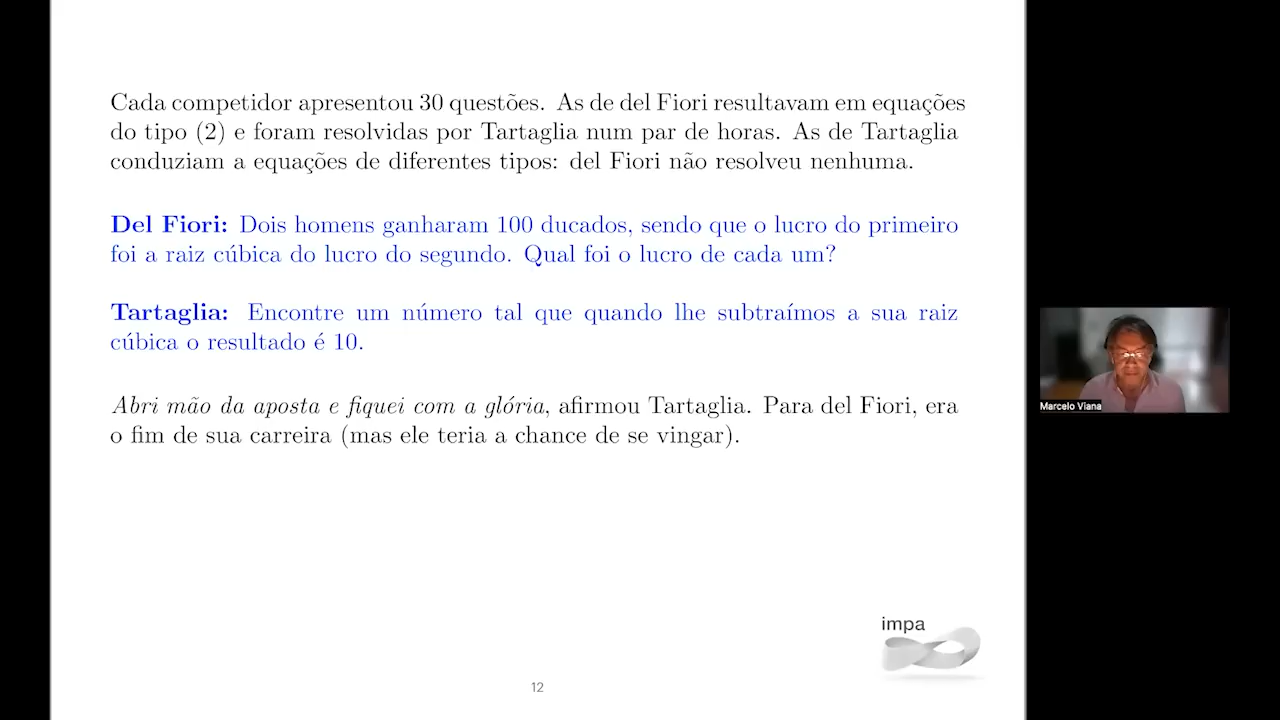 Cada competidor apresentou 30 questões. As de del Fiori resultavam em equações
do tipo (2) e foram resolvidas por Tartaglia num par de horas. As de Tartaglia
conduziam a equações de diferentes tipos: del Fiori não resolveu nenhuma.
Del Fiori: Dois homens ganharam 100 ducados, sendo que o lucro do primeiro
foi a raiz cúbica do lucro do segundo. Qual foi o lucro de cada um?
Tartaglia: Encontre um número tal que quando lhe subtraímos a sua raiz
cúbica o resultado é 10.
Abri mão da aposta e fiquei com a glória, afirmou Tartaglia. Para del Fiori, era
o fim de sua carreira (mas ele teria a chance de se vingar).
Marcelo Viana
impa
12